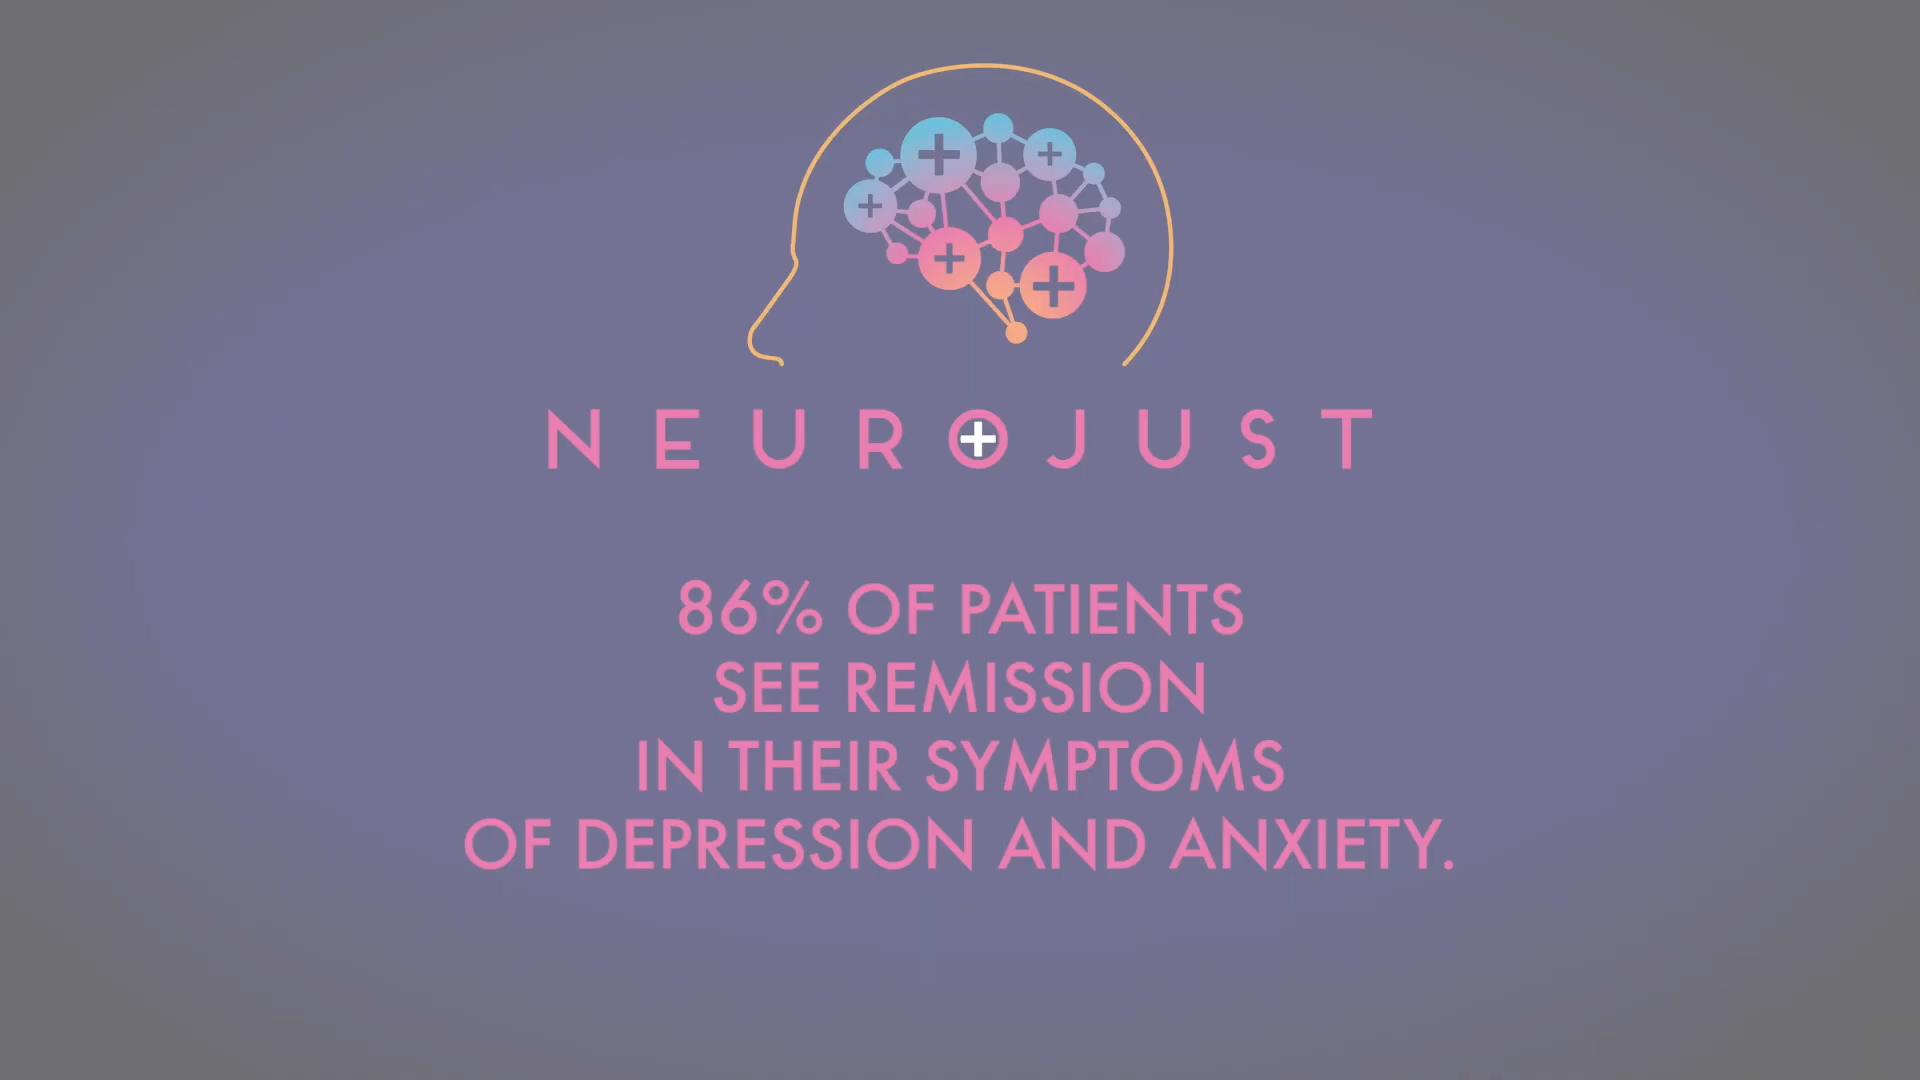 NEUROJUST
86% OF PATIENTS
SEE REMISSION
IN THEIR SYMPTOMS
OF DEPRESSION AND ANXIETY.